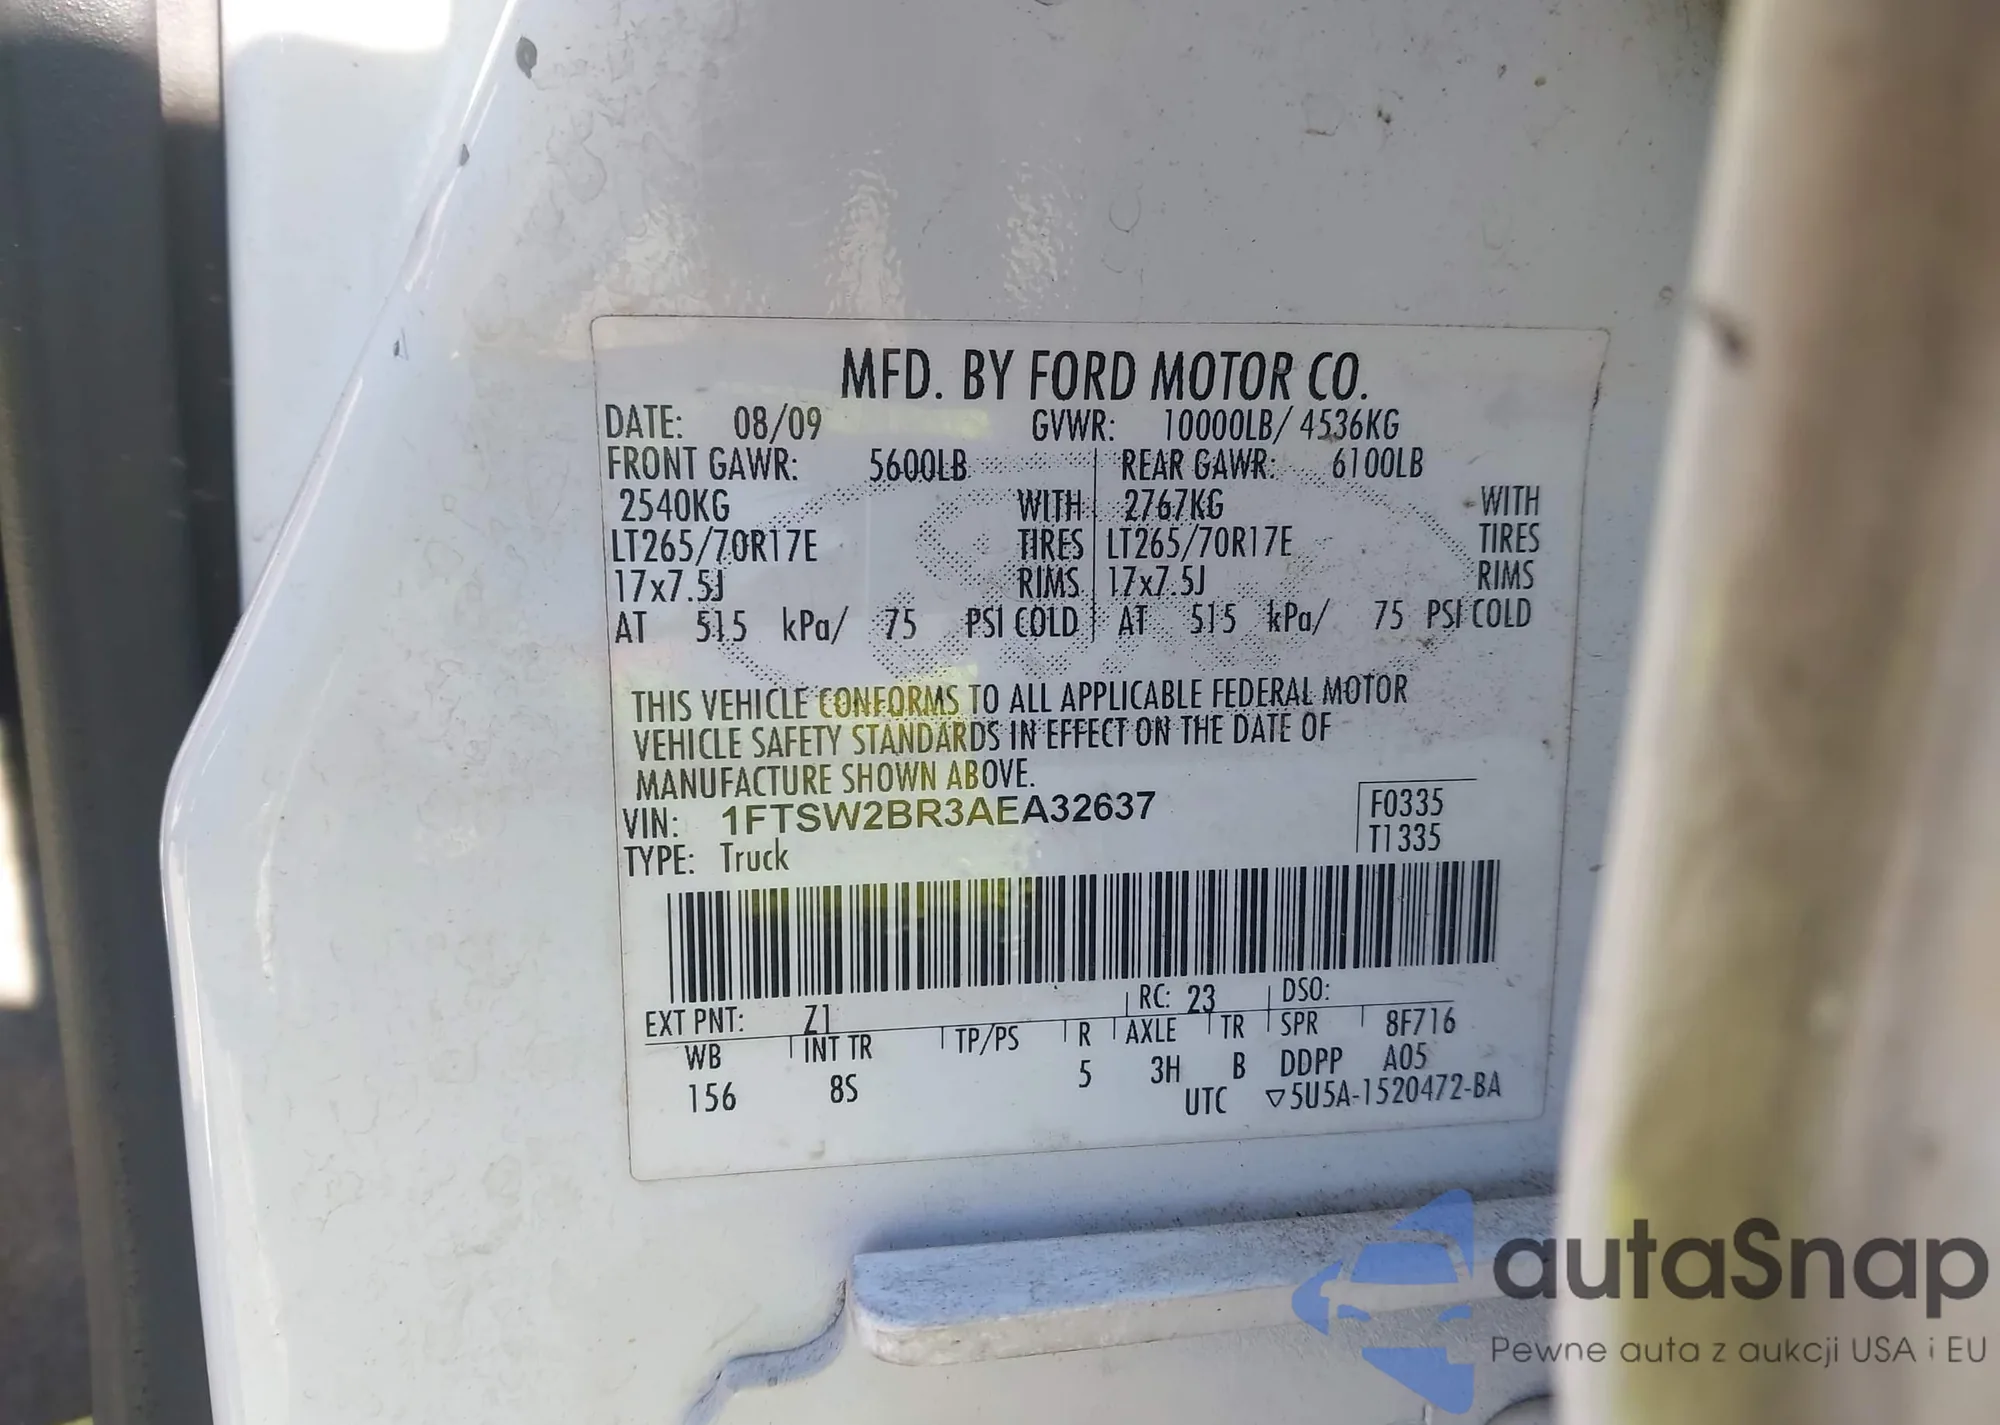 MFD. BY FORD MOTOR CO.
DATE: 08/09 GVWR: 10000LB/ 4536KG
FRONT GAWR: 5600LB REAR GAWR: 6100LB
2540KG WITH 2767KG WITH
LT265/70R17E TIRES LT265/70R17E TIRES
17x7.5J RIMS 17x7.5J RIMS
AT 515 kPa/ 75 PSI COLD AT 515 kPa/ 75 PSI COLD
THIS VEHICLE CONFORMS TO ALL APPLICABLE FEDERAL MOTOR
VEHICLE SAFETY STANDARDS IN EFFECT ON THE DATE OF
MANUFACTURE SHOWN ABOVE.
VIN: 1FTSW2BR3AEA32637 F0335
TYPE: Truck T1335
EXT PNT: Z1 RC: 23 DSO:
WB INT TR TP/PS R AXLE TR SPR 8F716
156 8S 5 3H B DDPP A05
UTC ▽5U5A-1520472-BA
autaSnap
Pewne auta z aukcji USA i EU